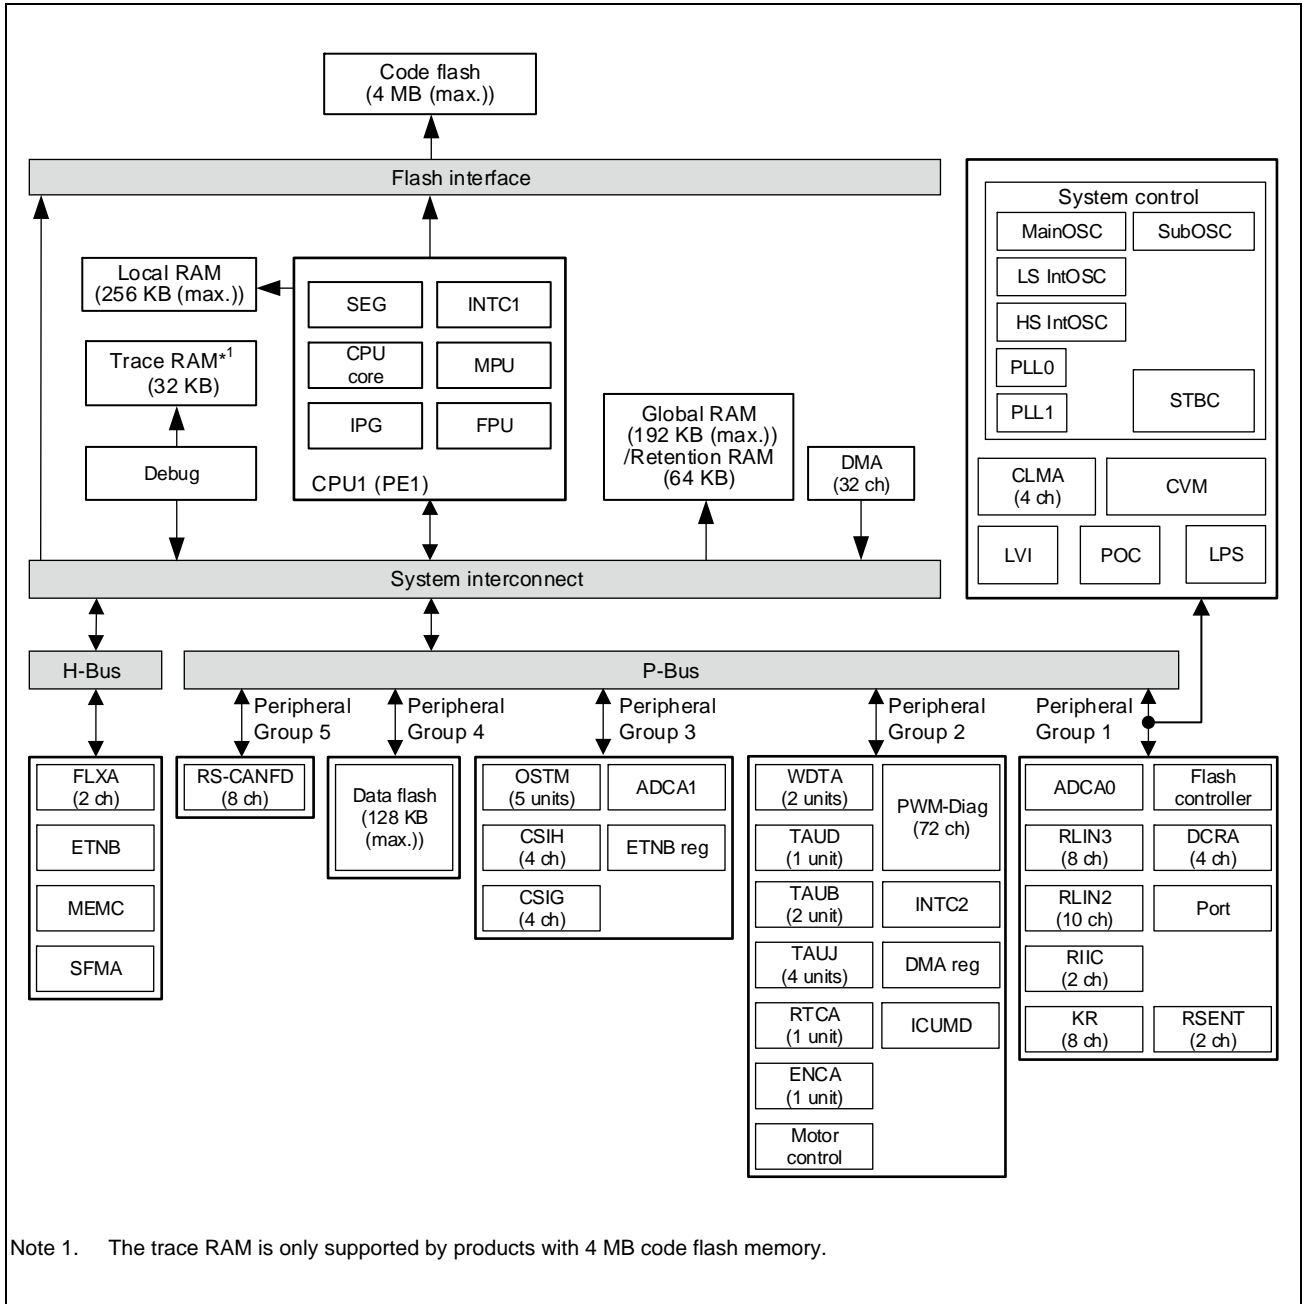 Code flash
(4 MB (max.))
Flash interface
Local RAM
(256 KB (max.))
Trace RAM*1
(32 KB)
Debug
SEG
INTC1
CPU
core
MPU
IPG
FPU
CPU1 (PE1)
Global RAM
(192 KB (max.))
/Retention RAM
(64 KB)
DMA
(32 ch)
System control
MainOSC
SubOSC
LS IntOSC
HS IntOSC
PLL0
PLL1
STBC
CLMA
(4 ch)
CVM
LVI
POC
LPS
System interconnect
H-Bus
P-Bus
Peripheral
Group 5
Peripheral
Group 4
Peripheral
Group 3
Peripheral
Group 2
Peripheral
Group 1
FLXA
(2 ch)
ETNB
MEMC
SFMA
RS-CANFD
(8 ch)
Data flash
(128 KB
(max.))
OSTM
(5 units)
ADCA1
CSIH
(4 ch)
ETNB reg
CSIG
(4 ch)
WDTA
(2 units)
PWM-Diag
(72 ch)
TAUD
(1 unit)
TAUB
(2 unit)
INTC2
TAUJ
(4 units)
DMA reg
RTCA
(1 unit)
ICUMD
ENCA
(1 unit)
Motor
control
ADCA0
Flash
controller
RLIN3
(8 ch)
DCRA
(4 ch)
RLIN2
(10 ch)
Port
RIIC
(2 ch)
KR
(8 ch)
RSENT
(2 ch)
Note 1. The trace RAM is only supported by products with 4 MB code flash memory.